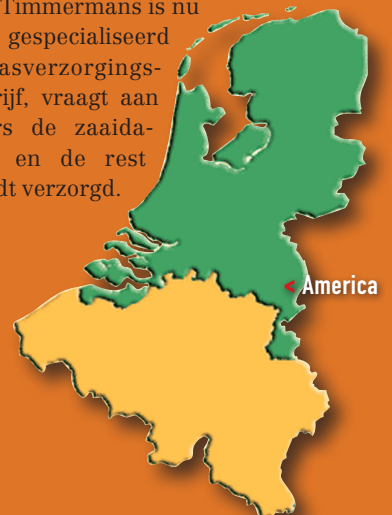 Timmermans is nu
gespecialiseerd
asverzorgings-
rijf, vraagt aan
rs de zaaida-
en de rest
dt verzorgd.
< America